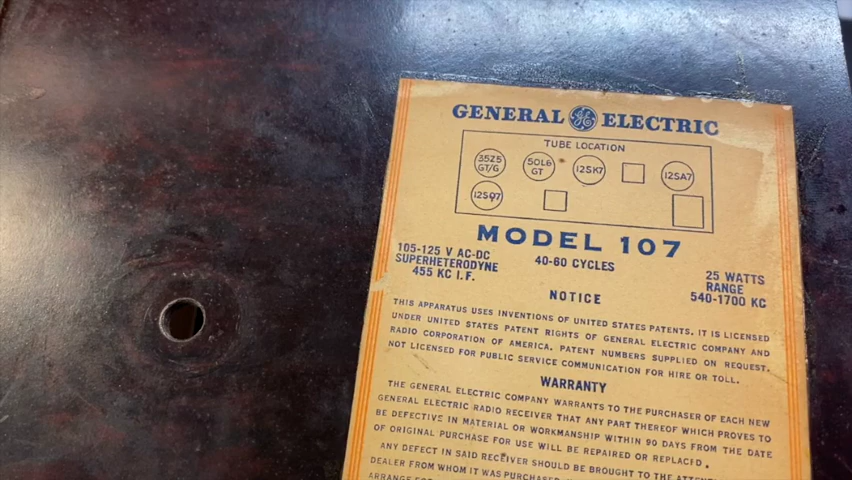 GENERAL GE ELECTRIC
TUBE LOCATION
35Z5 GT/G
50L6 GT
12SK7
12SA7
12SQ7
MODEL 107
105-125 V AC-DC
SUPERHETERODYNE
455 KC I.F.
40-60 CYCLES
25 WATTS
RANGE
540-1700 KC
NOTICE
THIS APPARATUS USES INVENTIONS OF UNITED STATES PATENTS. IT IS LICENSED
UNDER UNITED STATES PATENT RIGHTS OF GENERAL ELECTRIC COMPANY AND
RADIO CORPORATION OF AMERICA. PATENT NUMBERS SUPPLIED ON REQUEST.
NOT LICENSED FOR PUBLIC SERVICE COMMUNICATION FOR HIRE OR TOLL.
WARRANTY
THE GENERAL ELECTRIC COMPANY WARRANTS TO THE PURCHASER OF EACH NEW
GENERAL ELECTRIC RADIO RECEIVER THAT ANY PART THEREOF WHICH PROVES TO
BE DEFECTIVE IN MATERIAL OR WORKMANSHIP WITHIN 90 DAYS FROM THE DATE
OF ORIGINAL PURCHASE FOR USE WILL BE REPAIRED OR REPLACED.
ANY DEFECT IN SAID RECEIVER SHOULD BE BROUGHT TO THE
DEALER FROM WHOM IT WAS PURCHASED
ARRANGE FOR